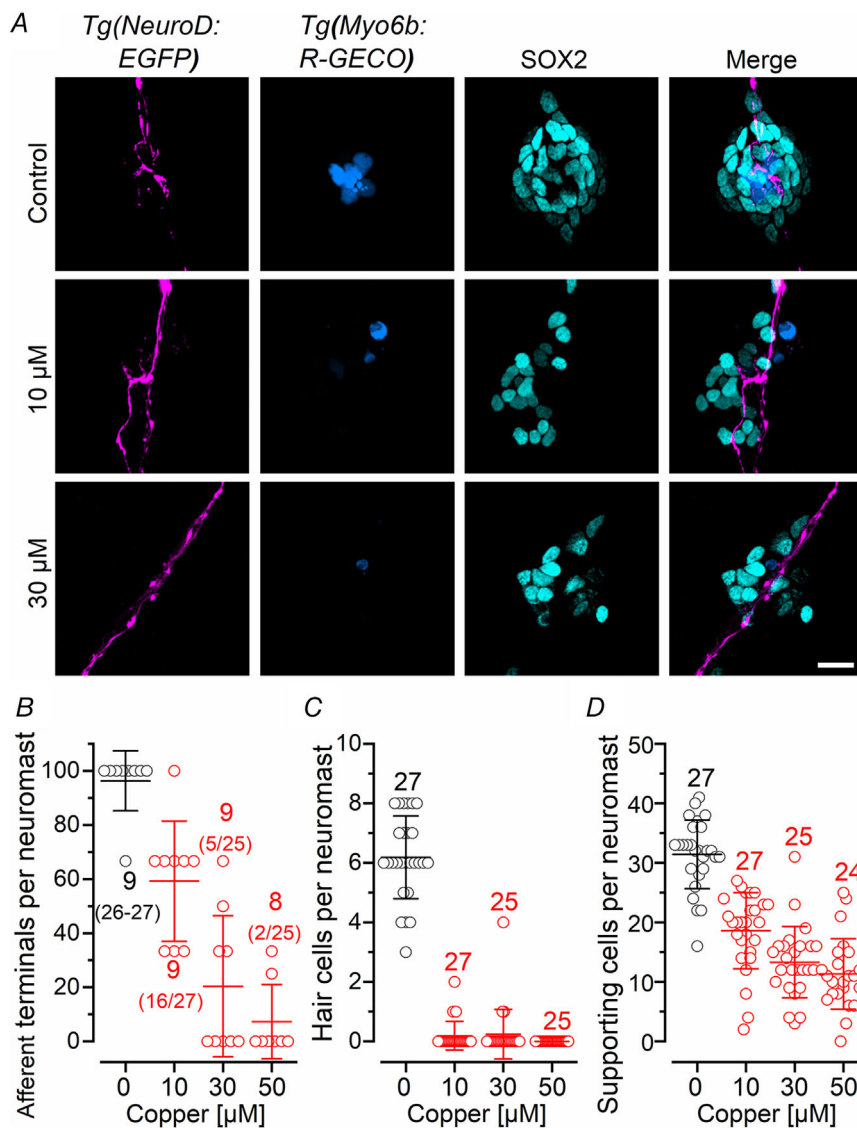 A
Tg(NeuroD:
EGFP)
Tg(Myo6b:
R-GECO)
SOX2
Merge
Control
10 µM
30 µM
B
Afferent terminals per neuromast
100
80
60
40
20
0
9
(26-27)
9
(16/27)
9
(5/25)
8
(2/25)
0 10 30 50
Copper [µM]
C
Hair cells per neuromast
8
6
4
2
0
27
27
25
25
0 10 30 50
Copper [µM]
D
Supporting cells per neuromast
50
40
30
20
10
0
27
27
25
24
0 10 30 50
Copper [µM]